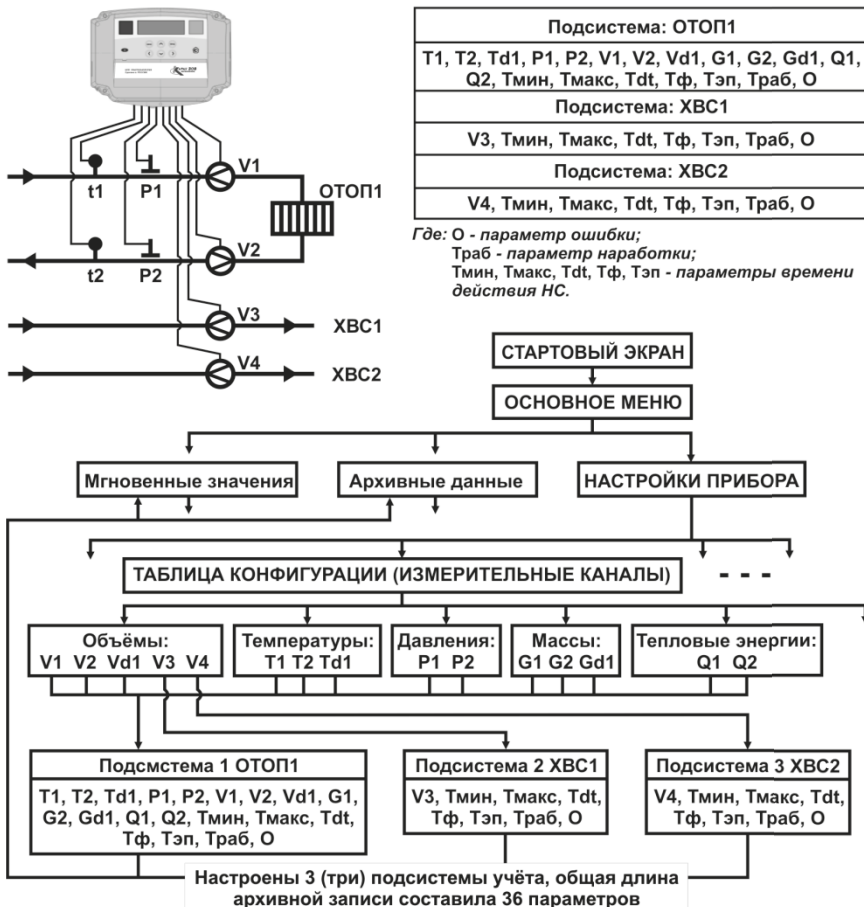 Подсистема: ОТОП1
T1, T2, Td1, P1, P2, V1, V2, Vd1, G1, G2, Gd1, Q1,
Q2, Тмин, Тмакс, Tdt, Тф, Тэп, Траб, О
Подсистема: ХВС1
V3, Тмин, Тмакс, Tdt, Тф, Тэп, Траб, О
Подсистема: ХВС2
V4, Тмин, Тмакс, Tdt, Тф, Тэп, Траб, О
Где: О - параметр ошибки;
Траб - параметр наработки;
Тмин, Тмакс, Tdt, Тф, Тэп - параметры времени
действия НС.
V1
t1
P1
ОТОП1
V2
t2
P2
V3
ХВС1
V4
ХВС2
СТАРТОВЫЙ ЭКРАН
ОСНОВНОЕ МЕНЮ
Мгновенные значения
Архивные данные
НАСТРОЙКИ ПРИБОРА
ТАБЛИЦА КОНФИГУРАЦИИ (ИЗМЕРИТЕЛЬНЫЕ КАНАЛЫ)
- - -
Объёмы:
V1 V2 Vd1 V3 V4
Температуры:
T1 T2 Td1
Давления:
P1 P2
Массы:
G1 G2 Gd1
Тепловые энергии:
Q1 Q2
Подсмстема 1 ОТОП1
T1, T2, Td1, P1, P2, V1, V2, Vd1, G1,
G2, Gd1, Q1, Q2, Тмин, Тмакс, Tdt,
Тф, Тэп, Траб, О
Подсистема 2 ХВС1
V3, Тмин, Тмакс, Tdt,
Тф, Тэп, Траб, О
Подсистема 3 ХВС2
V4, Тмин, Тмакс, Tdt,
Тф, Тэп, Траб, О
Настроены 3 (три) подсистемы учёта, общая длина
архивной записи составила 36 параметров